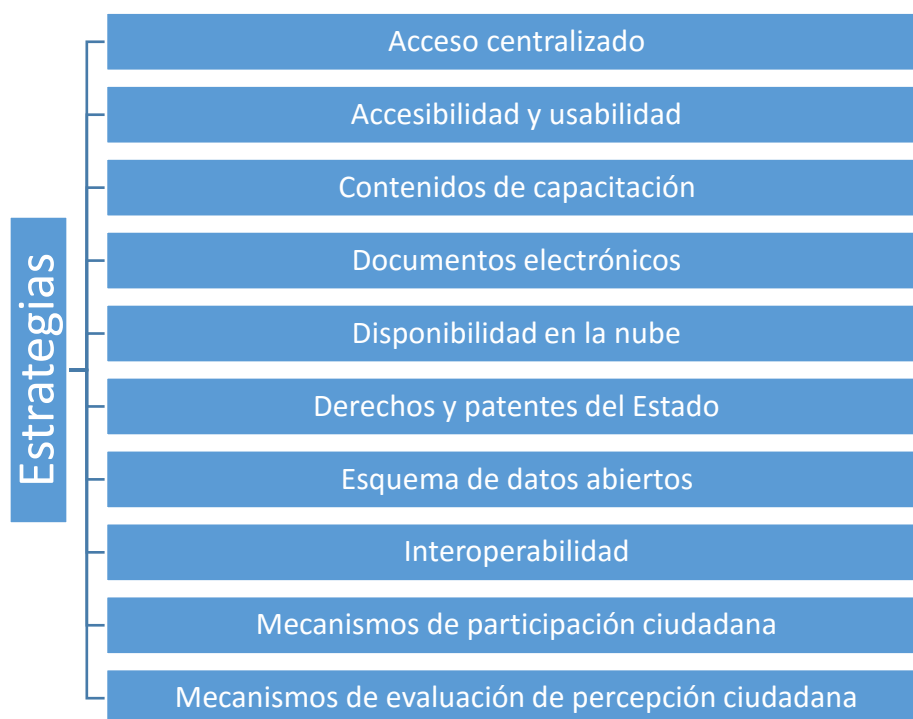 Estrategias
Acceso centralizado
Accesibilidad y usabilidad
Contenidos de capacitación
Documentos electrónicos
Disponibilidad en la nube
Derechos y patentes del Estado
Esquema de datos abiertos
Interoperabilidad
Mecanismos de participación ciudadana
Mecanismos de evaluación de percepción ciudadana